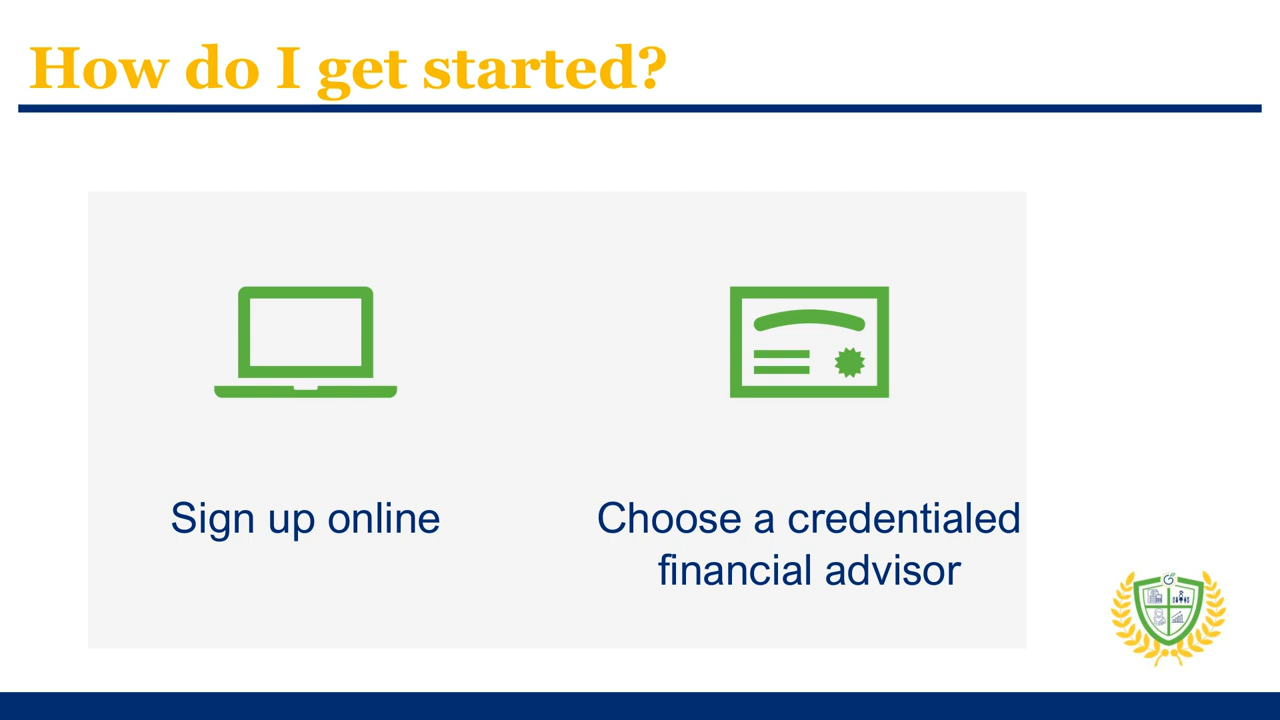 How do I get started?
Sign up online
Choose a credentialed
financial advisor